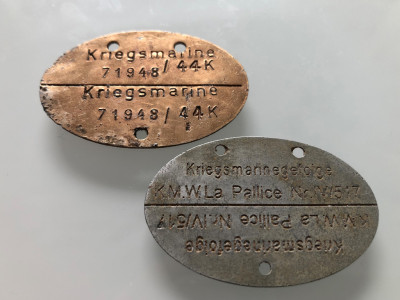 Kriegsmarine
71948/44K
Kriegsmarine
71948/44K
Kriegsmarinegefolge
K.M.W.La Pallice Nr.IV/517
K.M.W.La Pallice Nr.IV/517
Kriegsmarinegefolge